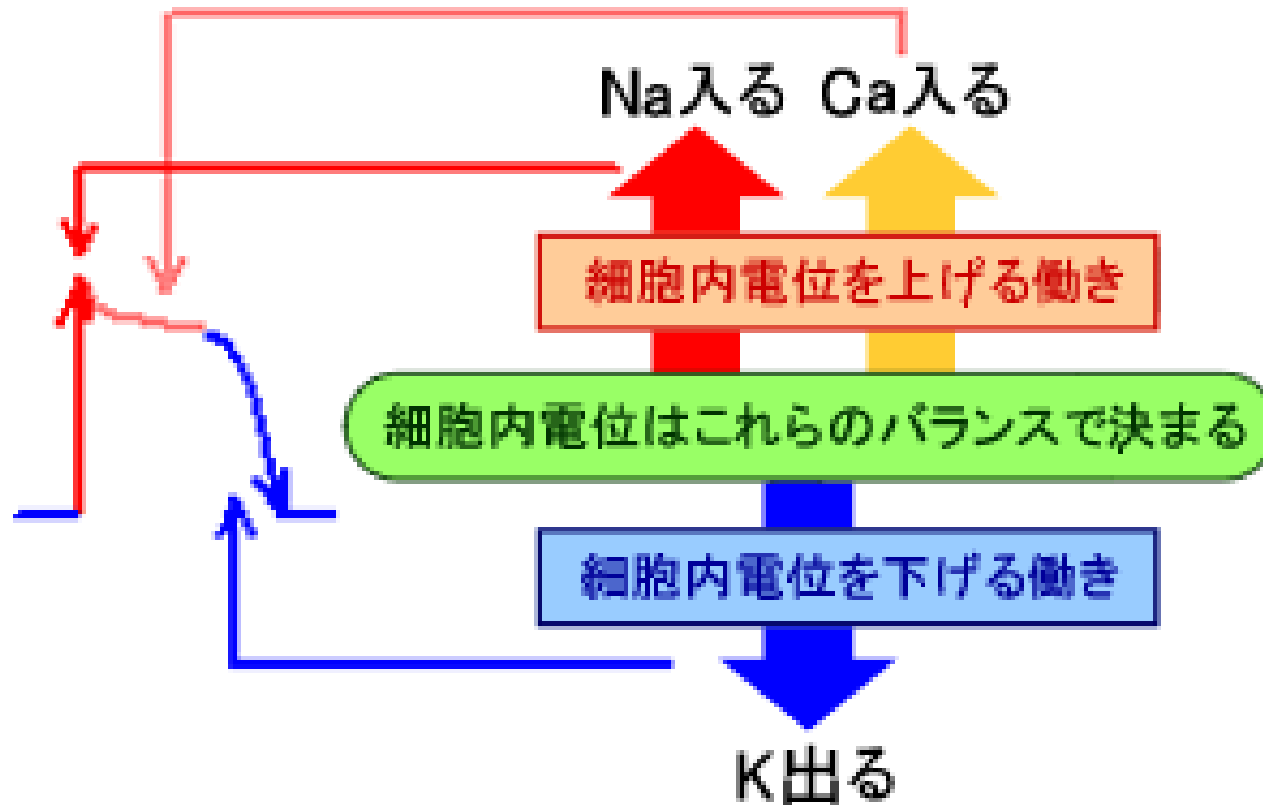 Na入る Ca入る
細胞内電位を上げる働き
細胞内電位はこれらのバランスで決まる
細胞内電位を下げる働き
K出る